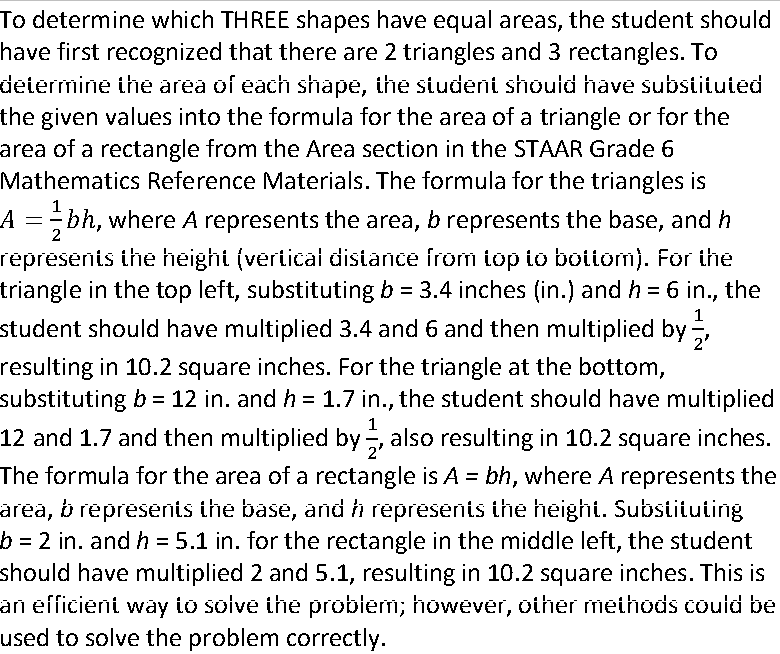 To determine which THREE shapes have equal areas, the student should
have first recognized that there are 2 triangles and 3 rectangles. To
determine the area of each shape, the student should have substituted
the given values into the formula for the area of a triangle or for the
area of a rectangle from the Area section in the STAAR Grade 6
Mathematics Reference Materials. The formula for the triangles is
A = 1/2 bh, where A represents the area, b represents the base, and h
represents the height (vertical distance from top to bottom). For the
triangle in the top left, substituting b = 3.4 inches (in.) and h = 6 in., the
student should have multiplied 3.4 and 6 and then multiplied by 1/2,
resulting in 10.2 square inches. For the triangle at the bottom,
substituting b = 12 in. and h = 1.7 in., the student should have multiplied
12 and 1.7 and then multiplied by 1/2, also resulting in 10.2 square inches.
The formula for the area of a rectangle is A = bh, where A represents the
area, b represents the base, and h represents the height. Substituting
b = 2 in. and h = 5.1 in. for the rectangle in the middle left, the student
should have multiplied 2 and 5.1, resulting in 10.2 square inches. This is
an efficient way to solve the problem; however, other methods could be
used to solve the problem correctly.